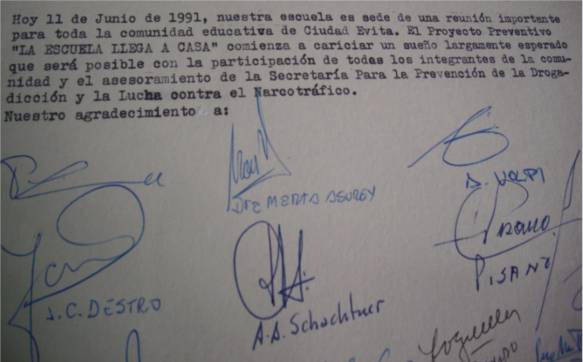 Hoy 11 de Junio de 1991, nuestra escuela es sede de una reunión importante
para toda la comunidad educativa de Ciudad Evita. El Proyecto Preventivo
"LA ESCUELA LLEGA A CASA" comienza a cariciar un sueño largamente esperado
que será posible con la participación de todas los integrantes de la comu-
nidad y el asesoramiento de la Secretaría Para la Prevención de la Droga-
dicción y la Lucha contra el Narcotráfico.
Nuestro agradecimiento a:
D. VOLPI
PISANI
J.C. DESTRO
A.A. Schachtner